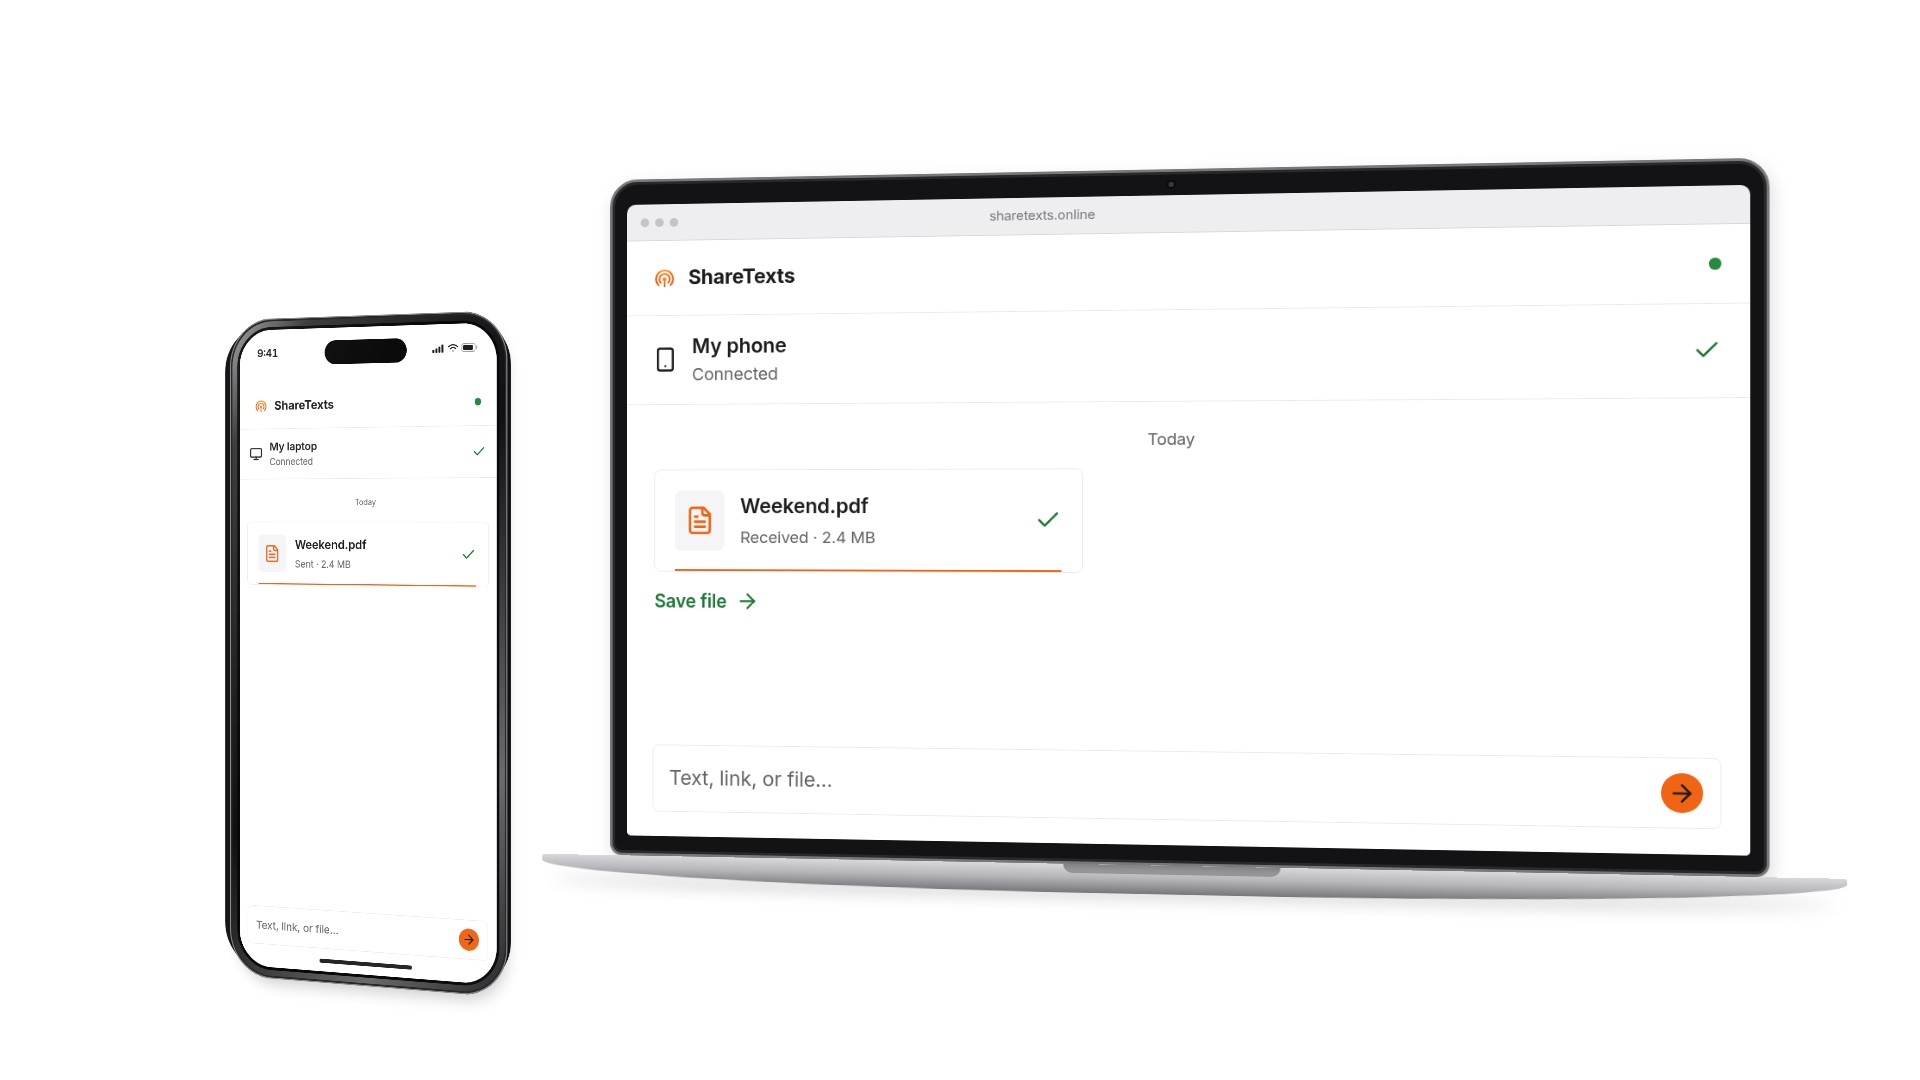 9:41
ShareTexts
My laptop
Connected
Today
Weekend.pdf
Sent · 2.4 MB
Text, link, or file...
sharetexts.online
ShareTexts
My phone
Connected
Today
Weekend.pdf
Received · 2.4 MB
Save file
Text, link, or file...